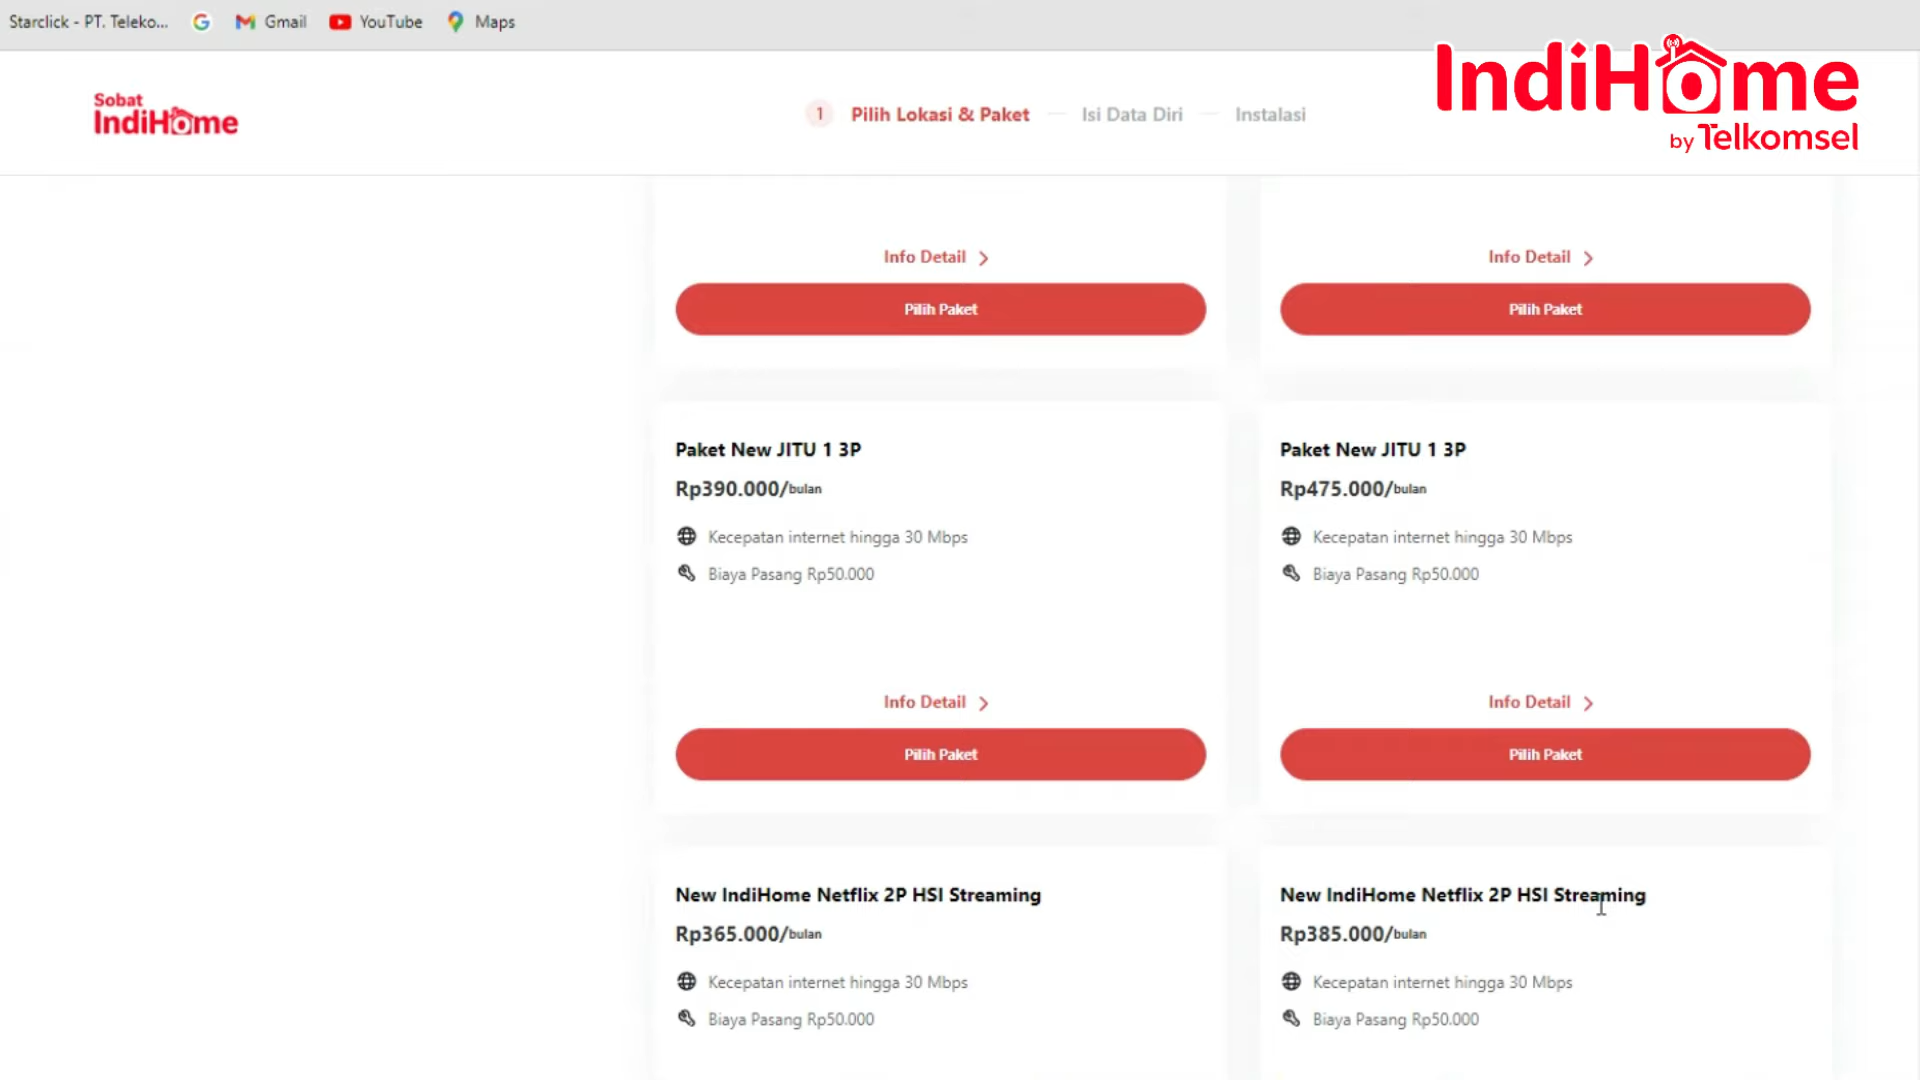 Starclick - PT. Teleko...
Gmail
YouTube
Maps
IndiHome
by Telkomsel
Sobat
IndiHome
1 Pilih Lokasi & Paket
Isi Data Diri
Instalasi
Info Detail
Info Detail
Pilih Paket
Pilih Paket
Paket New JITU 1 3P
Rp390.000/bulan
Kecepatan internet hingga 30 Mbps
Biaya Pasang Rp50.000
Info Detail
Pilih Paket
Paket New JITU 1 3P
Rp475.000/bulan
Kecepatan internet hingga 30 Mbps
Biaya Pasang Rp50.000
Info Detail
Pilih Paket
New IndiHome Netflix 2P HSI Streaming
Rp365.000/bulan
Kecepatan internet hingga 30 Mbps
Biaya Pasang Rp50.000
New IndiHome Netflix 2P HSI Streaming
Rp385.000/bulan
Kecepatan internet hingga 30 Mbps
Biaya Pasang Rp50.000